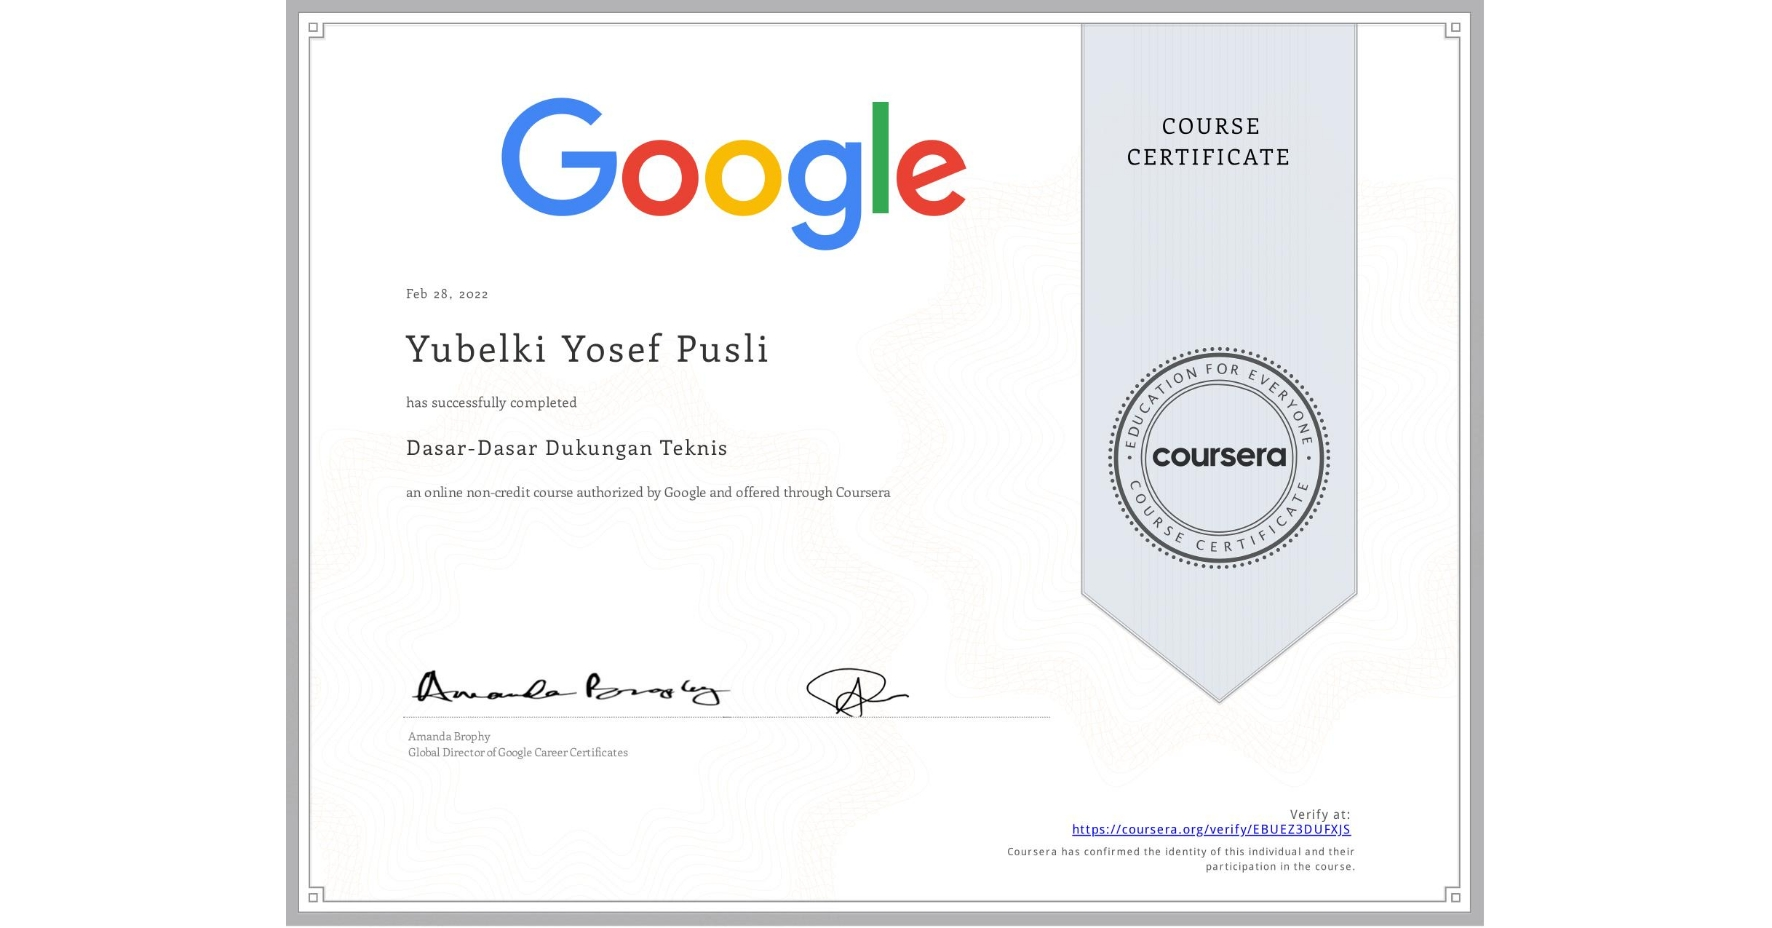 Google
COURSE
CERTIFICATE
Feb 28, 2022
Yubelki Yosef Pusli
has successfully completed
Dasar-Dasar Dukungan Teknis
an online non-credit course authorized by Google and offered through Coursera
EDUCATION FOR EVERYONE
coursera
COURSE CERTIFICATE
Amanda Brophy
Amanda Brophy
Global Director of Google Career Certificates
Verify at:
https://coursera.org/verify/EBUEZ3DUFXJS
Coursera has confirmed the identity of this individual and their
participation in the course.